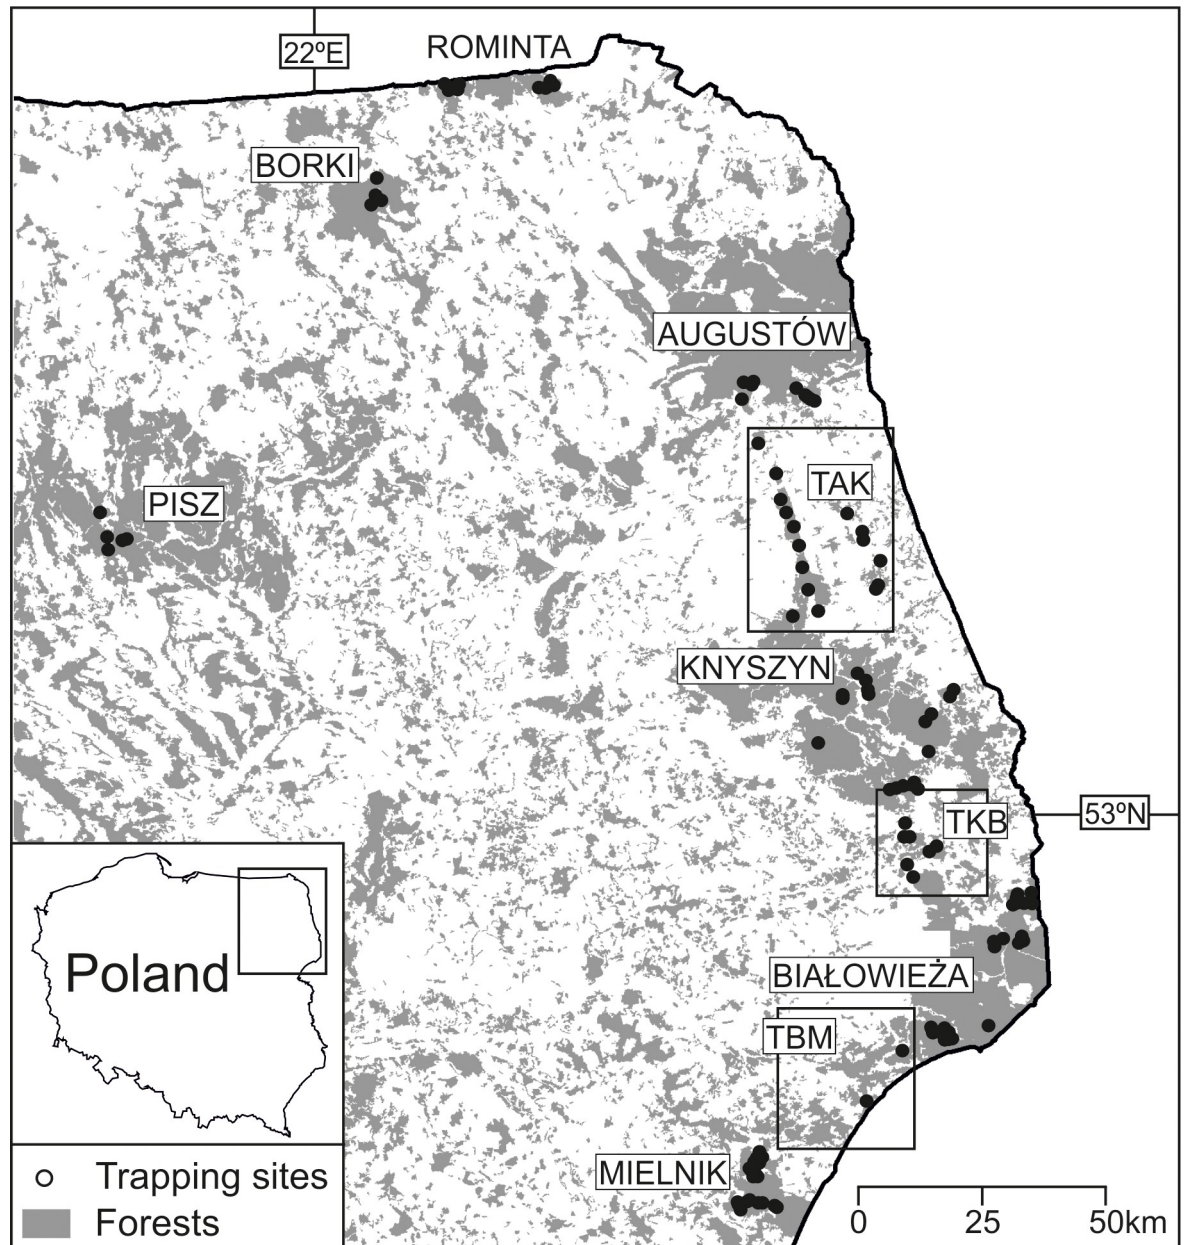 22ºE
ROMINTA
BORKI
AUGUSTÓW
TAK
PISZ
KNYSZYN
TKB
53ºN
BIAŁOWIEŻA
Poland
TBM
MIELNIK
Trapping sites
Forests
0 25 50km